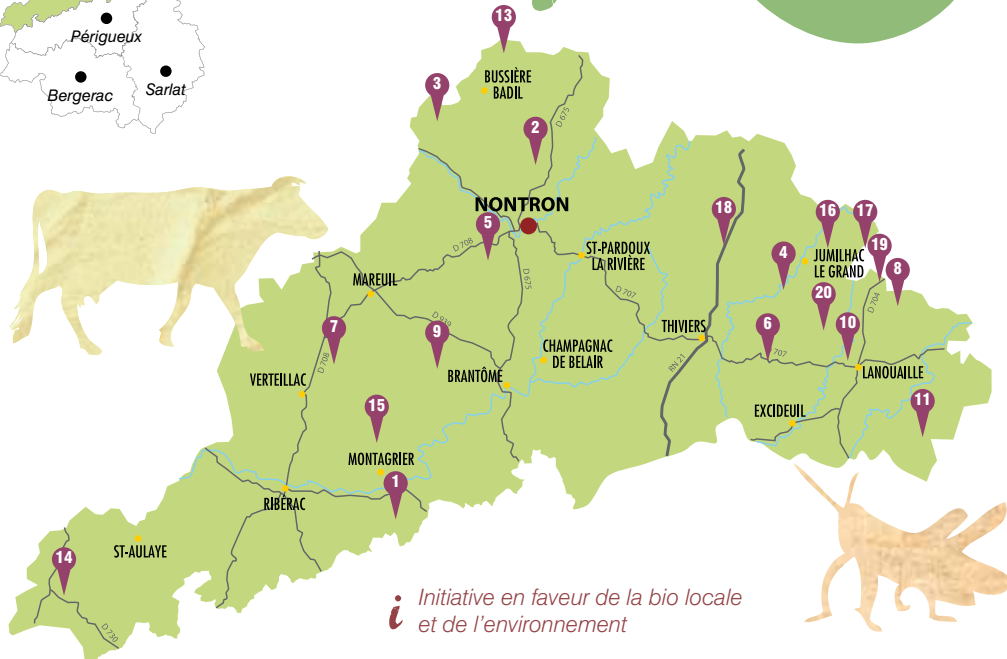 Périgueux
Bergerac
Sarlat
13
3
BUSSIÈRE
BADIL
2
D 675
NONTRON
5
D 708
ST-PARDOUX
LA RIVIÈRE
18
16
17
4
JUMILHAC
LE GRAND
19
8
MAREUIL
D 675
D 707
20
D 704
7
D 708
D 939
9
CHAMPAGNAC
DE BELAIR
THIVIERS
6
707
10
RN 21
LANOUAILLE
VERTEILLAC
BRANTÔME
15
EXCIDEUIL
11
MONTAGRIER
1
RIBÉRAC
ST-AULAYE
14
D 730
i Initiative en faveur de la bio locale
et de l'environnement